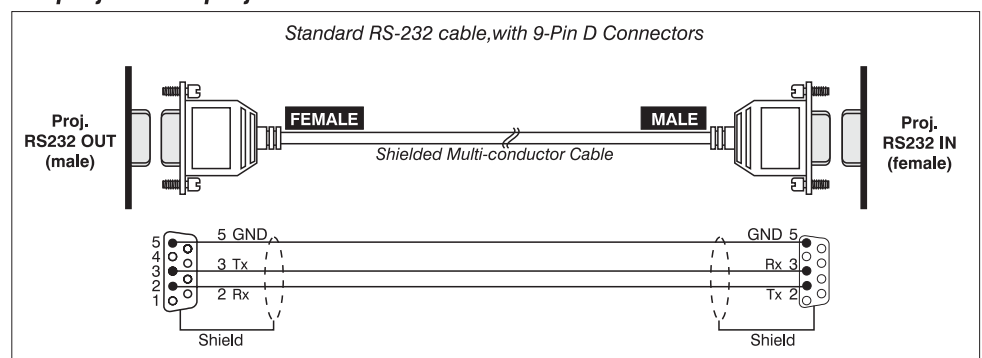 Standard RS-232 cable,with 9-Pin D Connectors
Proj.
RS232 OUT
(male)
FEMALE
MALE
Proj.
RS232 IN
(female)
Shielded Multi-conductor Cable
5 5 GND GND 5
4
3 3 Tx Rx 3
2 2 Rx Tx 2
1
Shield Shield